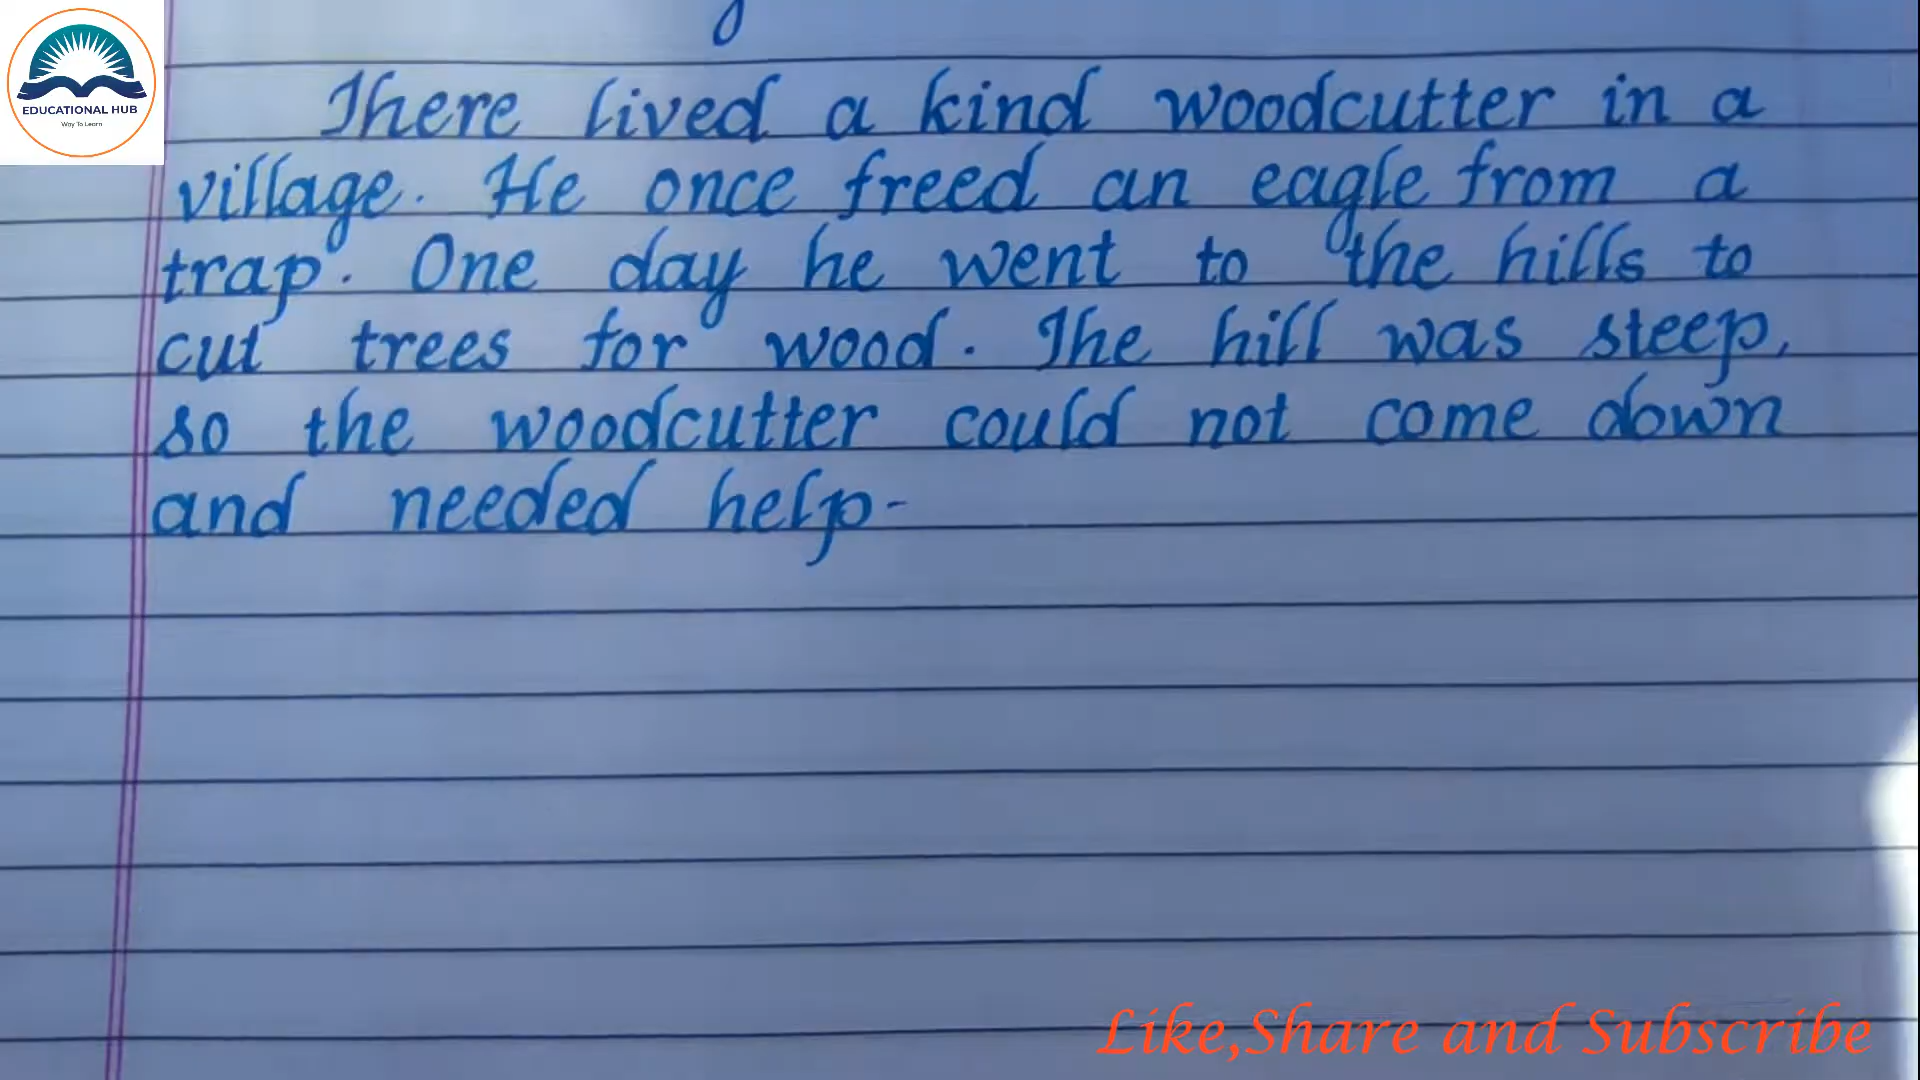 EDUCATIONAL HUB
Way To Learn
There lived a kind woodcutter in a
village. He once freed an eagle from a
trap. One day he went to the hills to
cut trees for wood. The hill was steep,
so the woodcutter could not come down
and needed help-
Like,Share and Subscribe